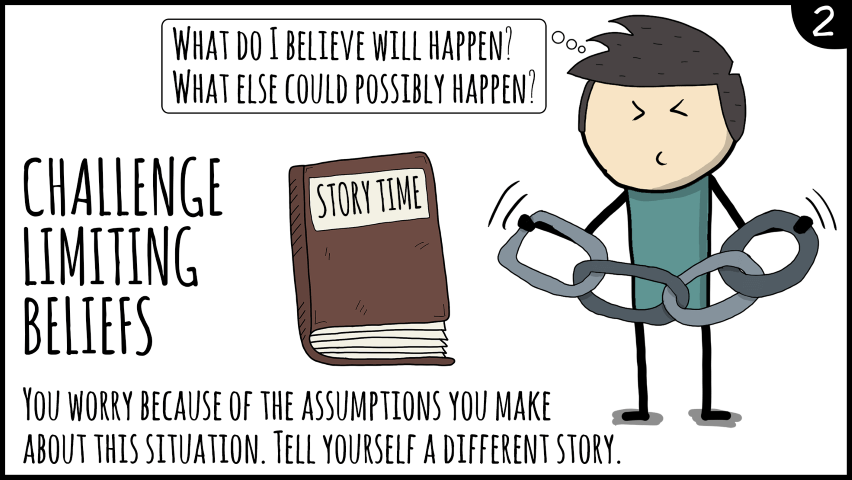 2
WHAT DO I BELIEVE WILL HAPPEN?
WHAT ELSE COULD POSSIBLY HAPPEN?
CHALLENGE
LIMITING
BELIEFS
STORY TIME
YOU WORRY BECAUSE OF THE ASSUMPTIONS YOU MAKE
ABOUT THIS SITUATION. TELL YOURSELF A DIFFERENT STORY.